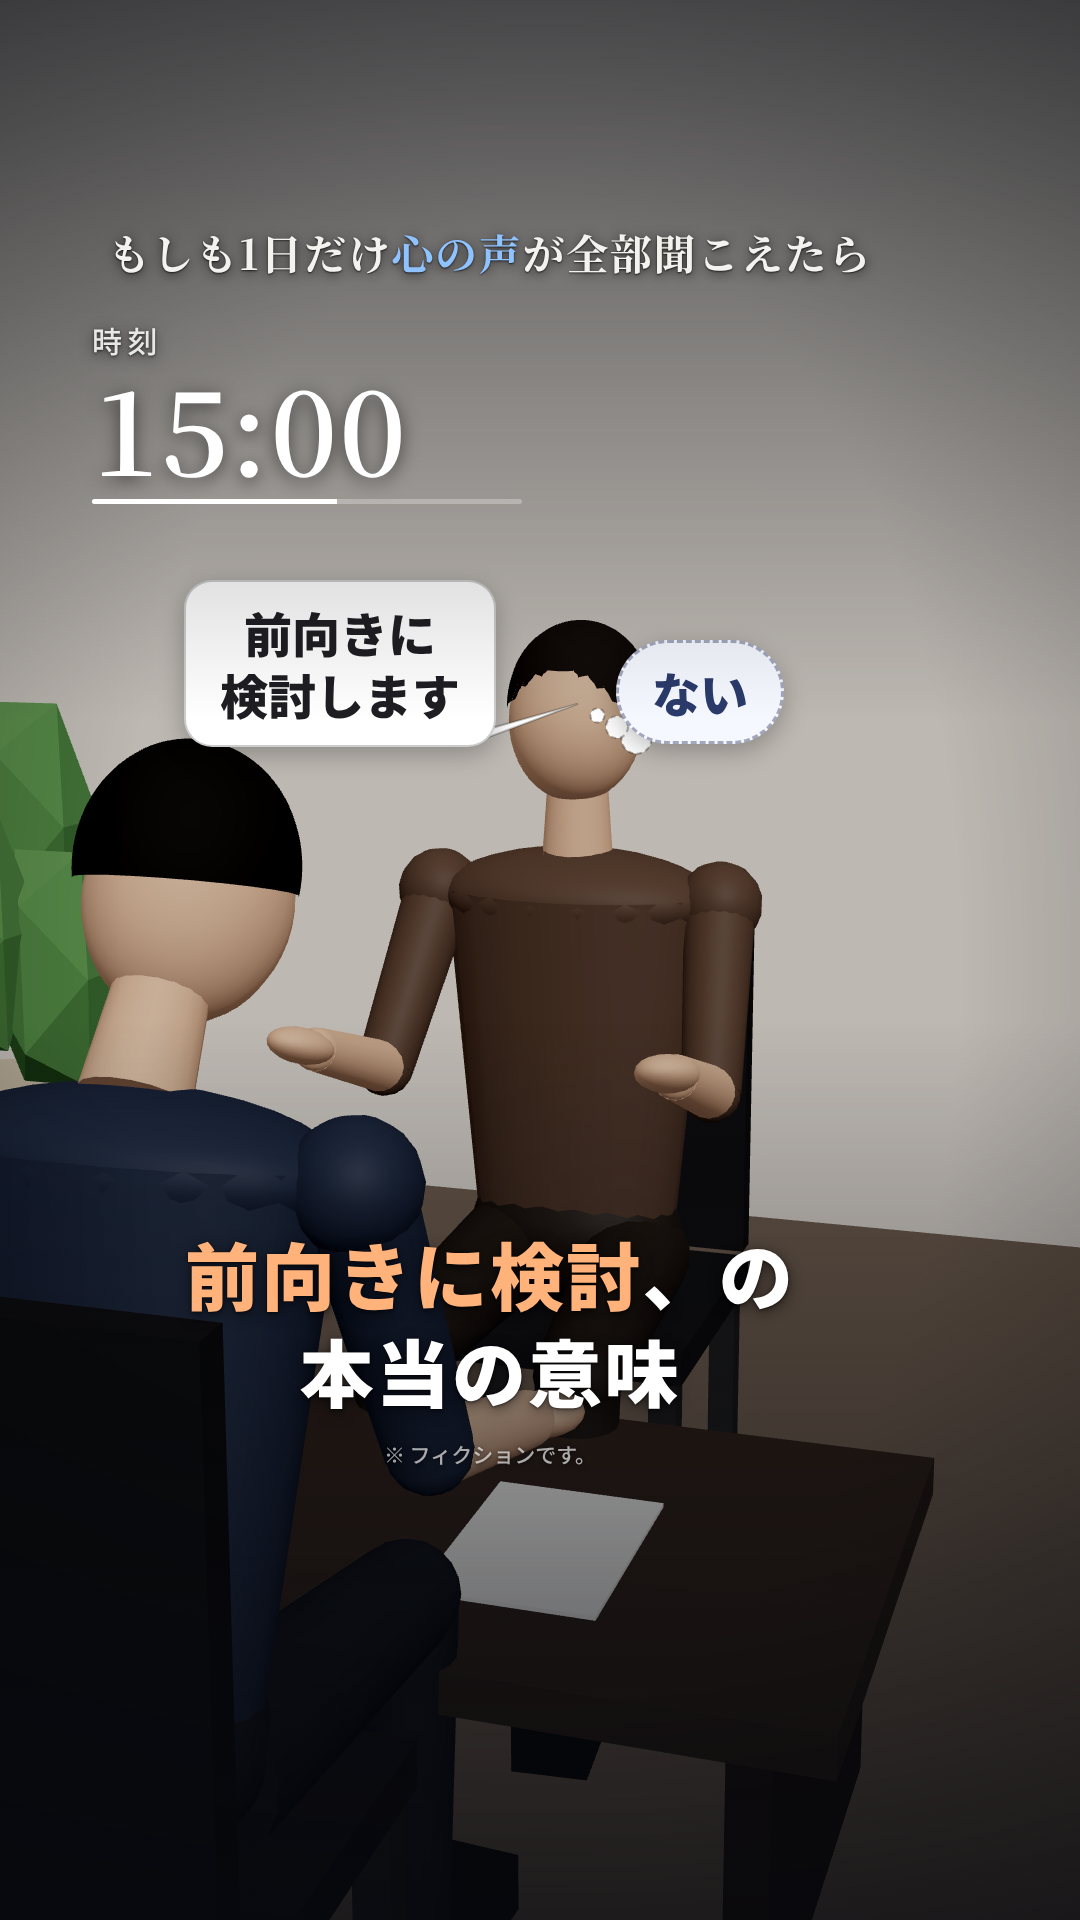 もしも1日だけ心の声が全部聞こえたら
時刻
15:00
前向きに
検討します
ない
前向きに検討、の
本当の意味
※ フィクションです。